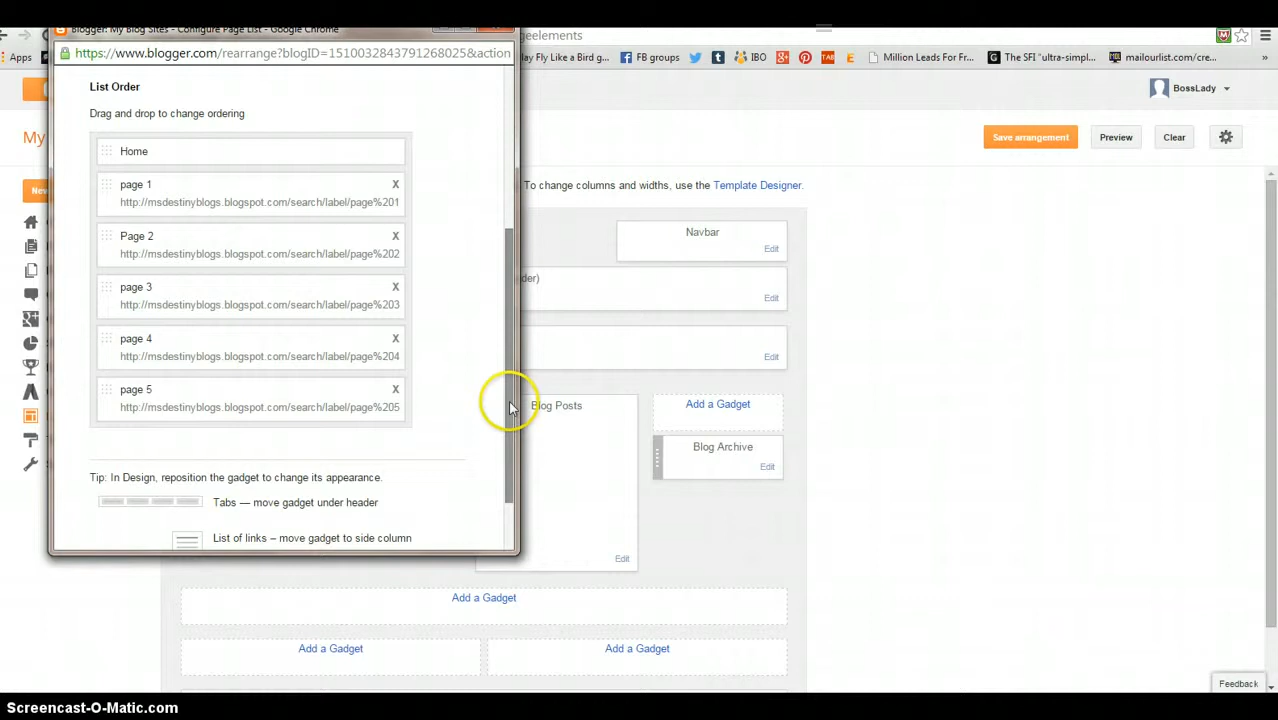 Blogger: My Blog Sites - Configure Page List - Google Chrome
https://www.blogger.com/rearrange?blogID=1510032843791268025&action
geelements
Apps
ay Fly Like a Bird g...
FB groups
IBO
Million Leads For Fr...
The SFI "ultra-simpl...
mailourlist.com/cre...
»
BossLady
My
Save arrangement
Preview
Clear
New
To change columns and widths, use the Template Designer.
List Order
Drag and drop to change ordering
Home
page 1
X
http://msdestinyblogs.blogspot.com/search/label/page%201
Page 2
X
http://msdestinyblogs.blogspot.com/search/label/page%202
page 3
X
http://msdestinyblogs.blogspot.com/search/label/page%203
page 4
X
http://msdestinyblogs.blogspot.com/search/label/page%204
page 5
X
http://msdestinyblogs.blogspot.com/search/label/page%205
Tip: In Design, reposition the gadget to change its appearance.
Tabs — move gadget under header
List of links – move gadget to side column
Navbar
Edit
der)
Edit
Edit
Blog Posts
Edit
Add a Gadget
Blog Archive
Edit
Add a Gadget
Add a Gadget
Add a Gadget
Feedback
Screencast-O-Matic.com